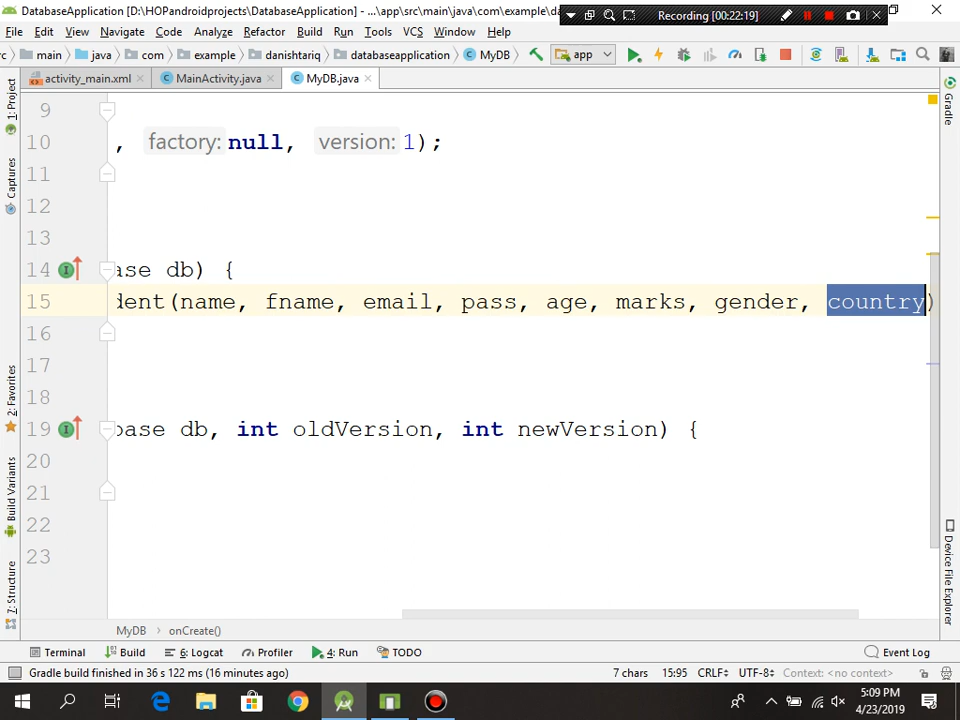 DatabaseApplication [D:\HOPandroidprojects\DatabaseApplication] - ...\app\src\main\java\com\example\da
Recording [00:22:19]
File Edit View Navigate Code Analyze Refactor Build Run Tools VCS Window Help
main java com example danishtariq databaseapplication MyDB app
activity_main.xml MainActivity.java MyDB.java
9
10 , factory: null, version: 1);
11
12
13
14 ase db) {
15 dent(name, fname, email, pass, age, marks, gender, country)
16
17
18
19 base db, int oldVersion, int newVersion) {
20
21
22
23
1: Project
Captures
2: Favorites
Build Variants
7: Structure
Gradle
Device File Explorer
MyDB onCreate()
Terminal Build 6: Logcat Profiler 4: Run TODO Event Log
Gradle build finished in 36 s 122 ms (16 minutes ago) 7 chars 15:95 CRLF UTF-8 Context: <no context>
5:09 PM
4/23/2019